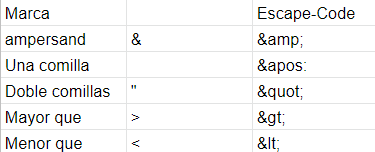 Marca Escape-Code
ampersand & &amp;
Una comilla &apos:
Doble comillas " &quot;
Mayor que > &gt;
Menor que < &lt;